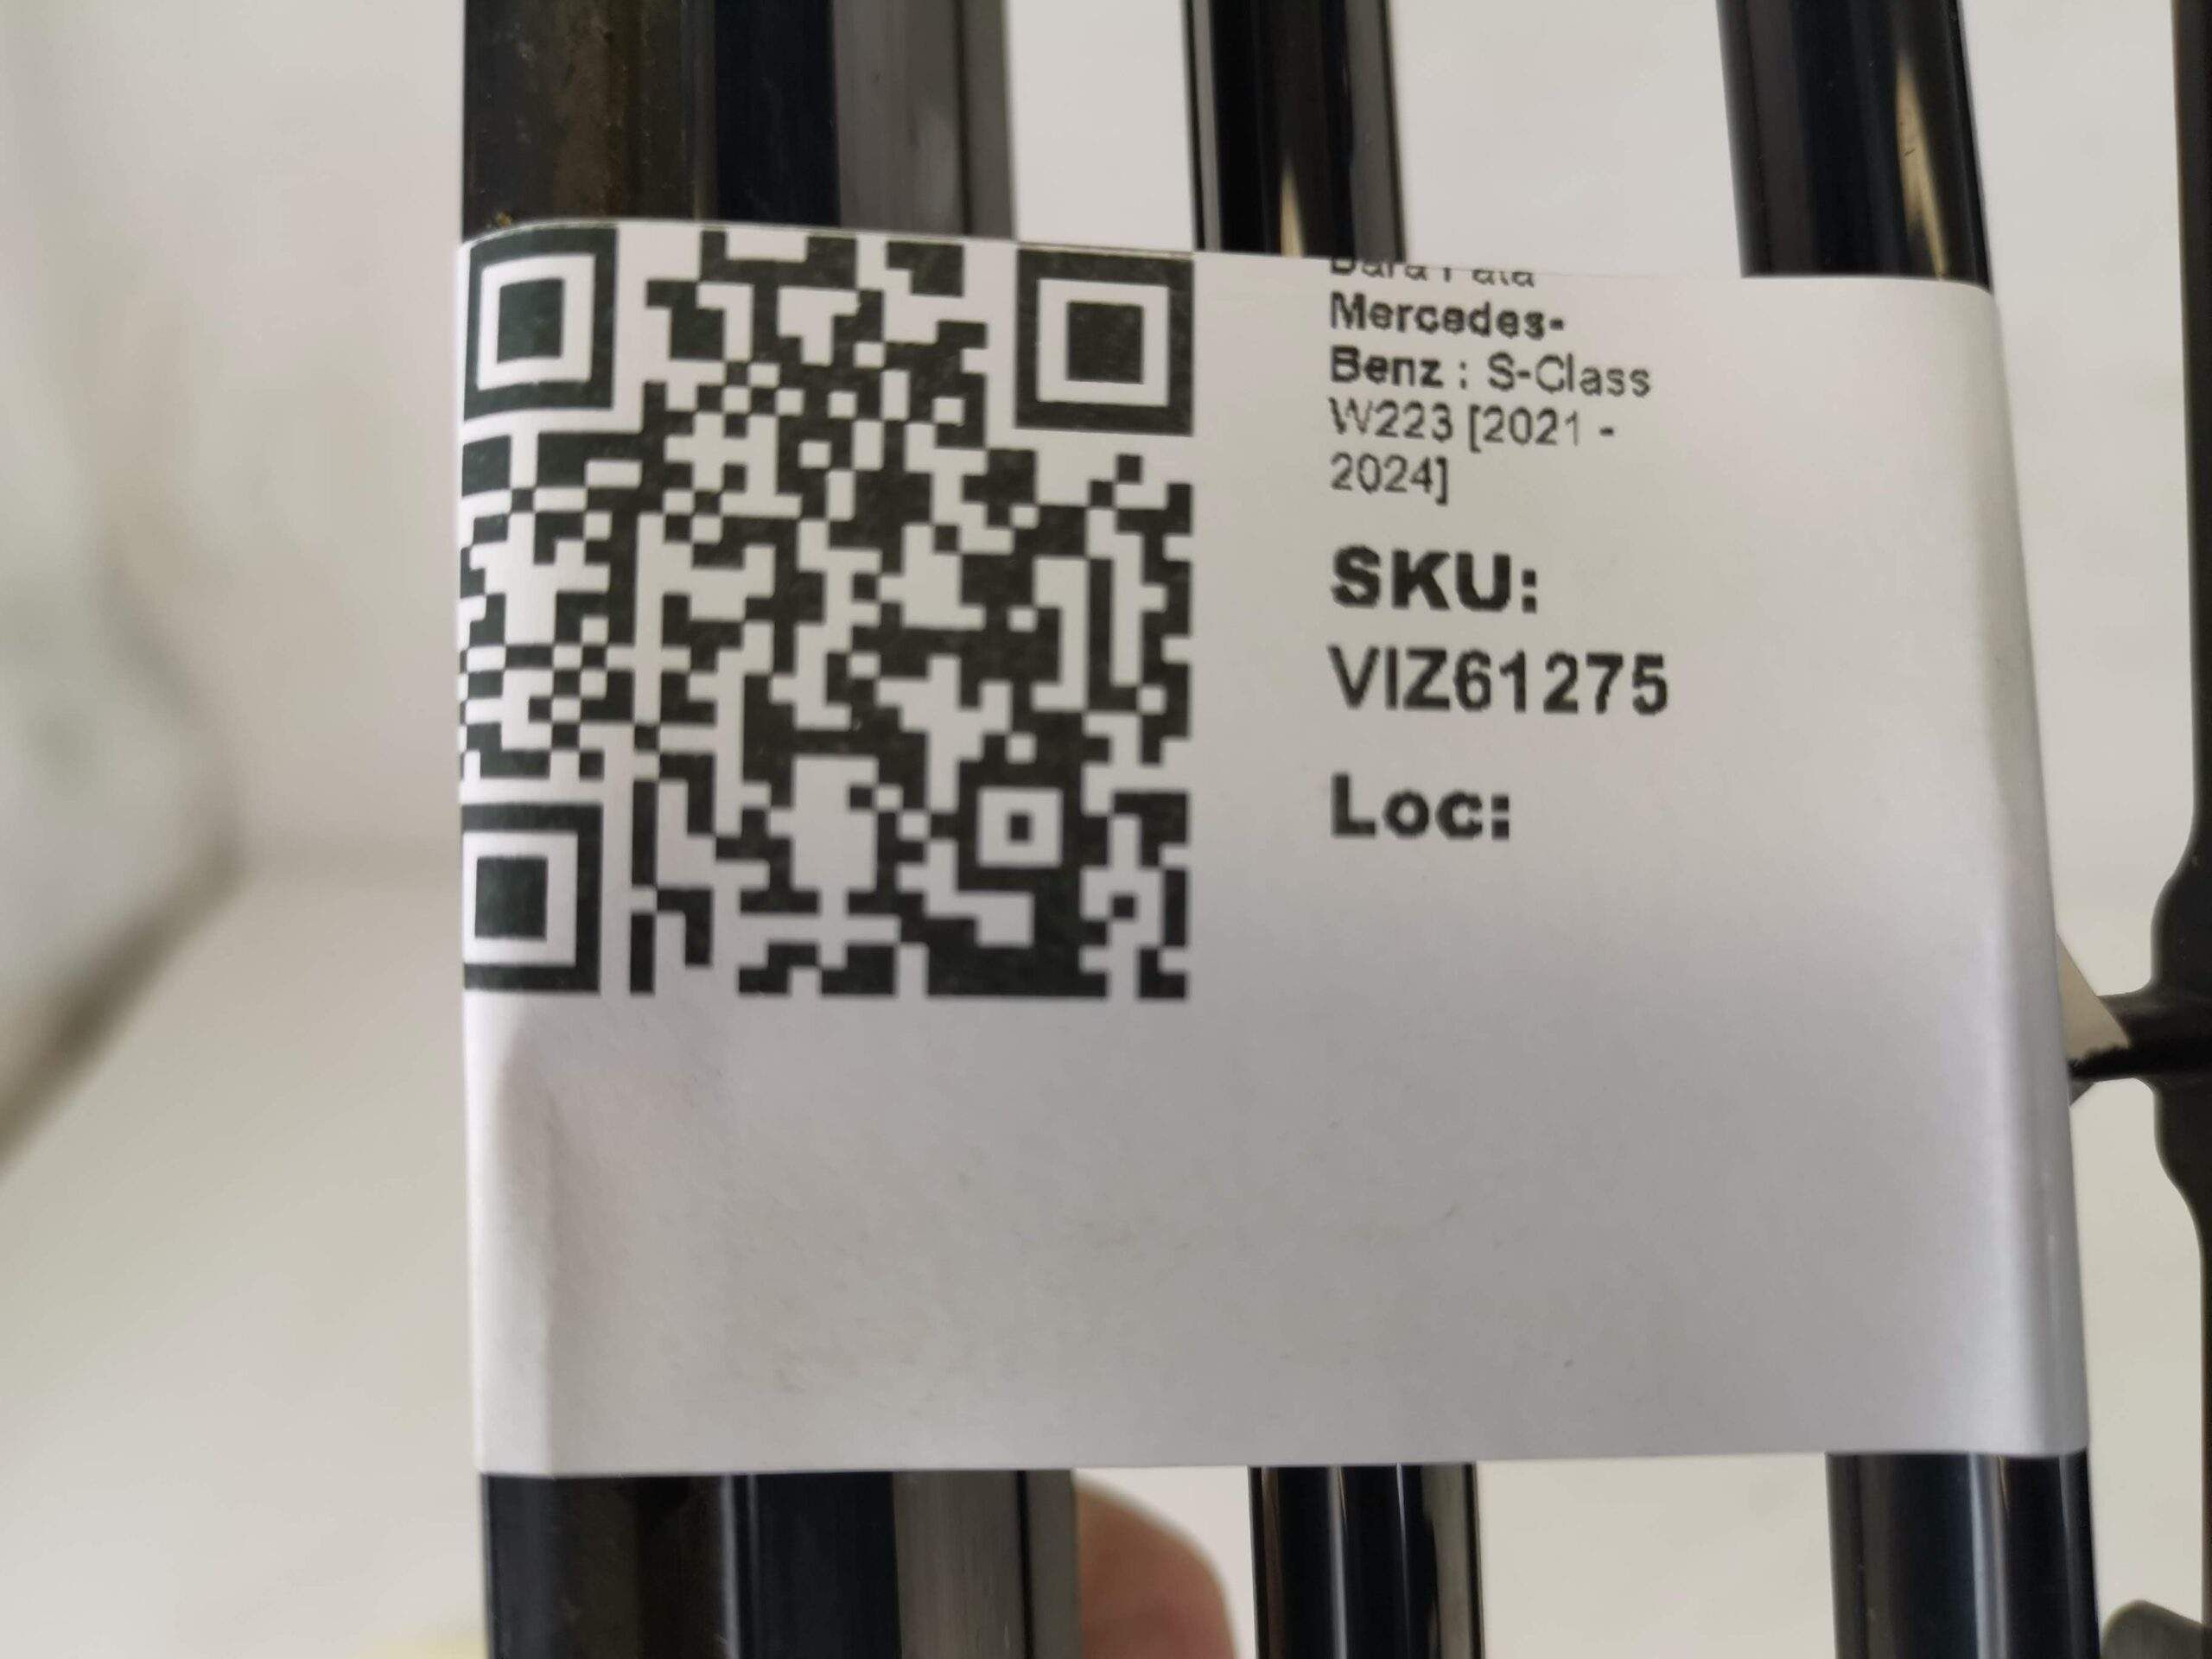 Mercedes-
Benz : S-Class
W223 [2021 -
2024]
SKU:
VIZ61275
Loc: